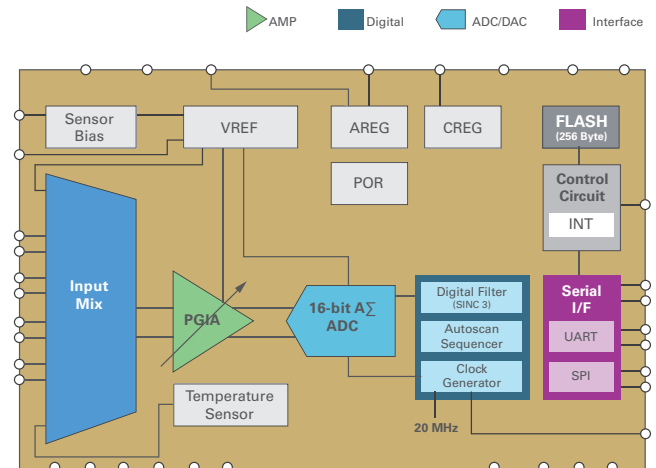 AMP
Digital
ADC/DAC
Interface
Sensor
Bias
VREF
AREG
CREG
FLASH
(256 Byte)
POR
Control
Circuit
INT
Input
Mix
PGIA
16-bit A∑
ADC
Digital Filter
(SINC 3)
Autoscan
Sequencer
Clock
Generator
Serial
I/F
UART
SPI
Temperature
Sensor
20 MHz